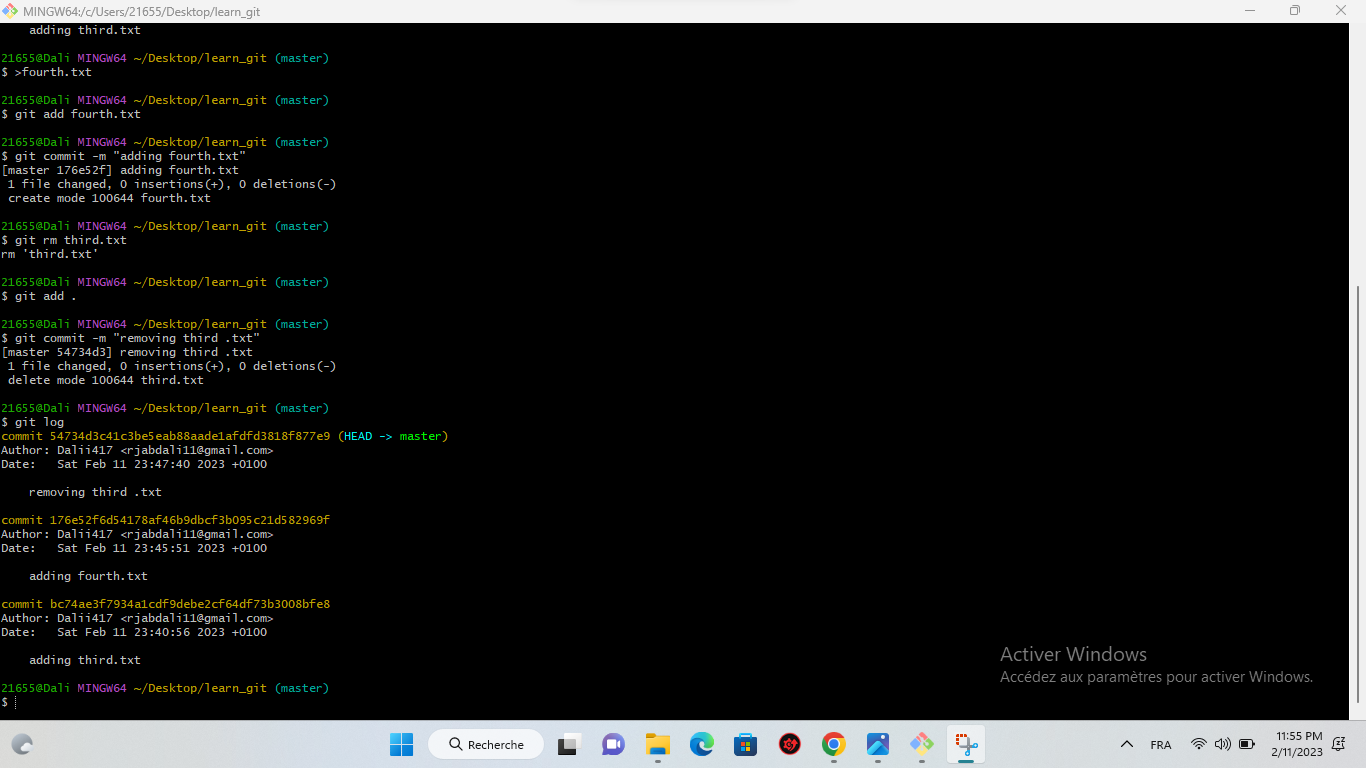 MINGW64:/c/Users/21655/Desktop/learn_git
adding third.txt
21655@Dali MINGW64 ~/Desktop/learn_git (master)
$ >fourth.txt
21655@Dali MINGW64 ~/Desktop/learn_git (master)
$ git add fourth.txt
21655@Dali MINGW64 ~/Desktop/learn_git (master)
$ git commit -m "adding fourth.txt"
[master 176e52f] adding fourth.txt
1 file changed, 0 insertions(+), 0 deletions(-)
create mode 100644 fourth.txt
21655@Dali MINGW64 ~/Desktop/learn_git (master)
$ git rm third.txt
rm 'third.txt'
21655@Dali MINGW64 ~/Desktop/learn_git (master)
$ git add .
21655@Dali MINGW64 ~/Desktop/learn_git (master)
$ git commit -m "removing third .txt"
[master 54734d3] removing third .txt
1 file changed, 0 insertions(+), 0 deletions(-)
delete mode 100644 third.txt
21655@Dali MINGW64 ~/Desktop/learn_git (master)
$ git log
commit 54734d3c41c3be5eab88aade1afdfd3818f877e9 (HEAD -> master)
Author: Dalii417 <rjabdali11@gmail.com>
Date:   Sat Feb 11 23:47:40 2023 +0100
removing third .txt
commit 176e52f6d54178af46b9dbcf3b095c21d582969f
Author: Dalii417 <rjabdali11@gmail.com>
Date:   Sat Feb 11 23:45:51 2023 +0100
adding fourth.txt
commit bc74ae3f7934a1cdf9debe2cf64df73b3008bfe8
Author: Dalii417 <rjabdali11@gmail.com>
Date:   Sat Feb 11 23:40:56 2023 +0100
adding third.txt
21655@Dali MINGW64 ~/Desktop/learn_git (master)
$
Activer Windows
Accédez aux paramètres pour activer Windows.
Recherche
FRA
11:55 PM
2/11/2023